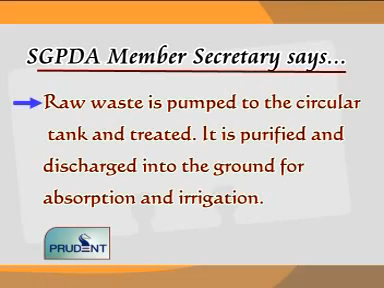 SGPDA Member Secretary says...
Raw waste is pumped to the circular
tank and treated. It is purified and
discharged into the ground for
absorption and irrigation.
PRUDENT